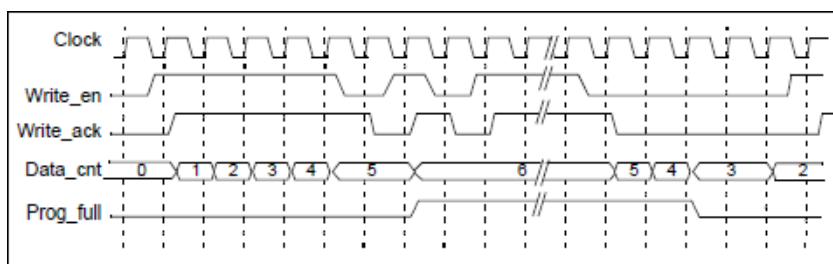 Clock
Write_en
Write_ack
Data_cnt 0 1 2 3 4 5 6 5 4 3 2
Prog_full